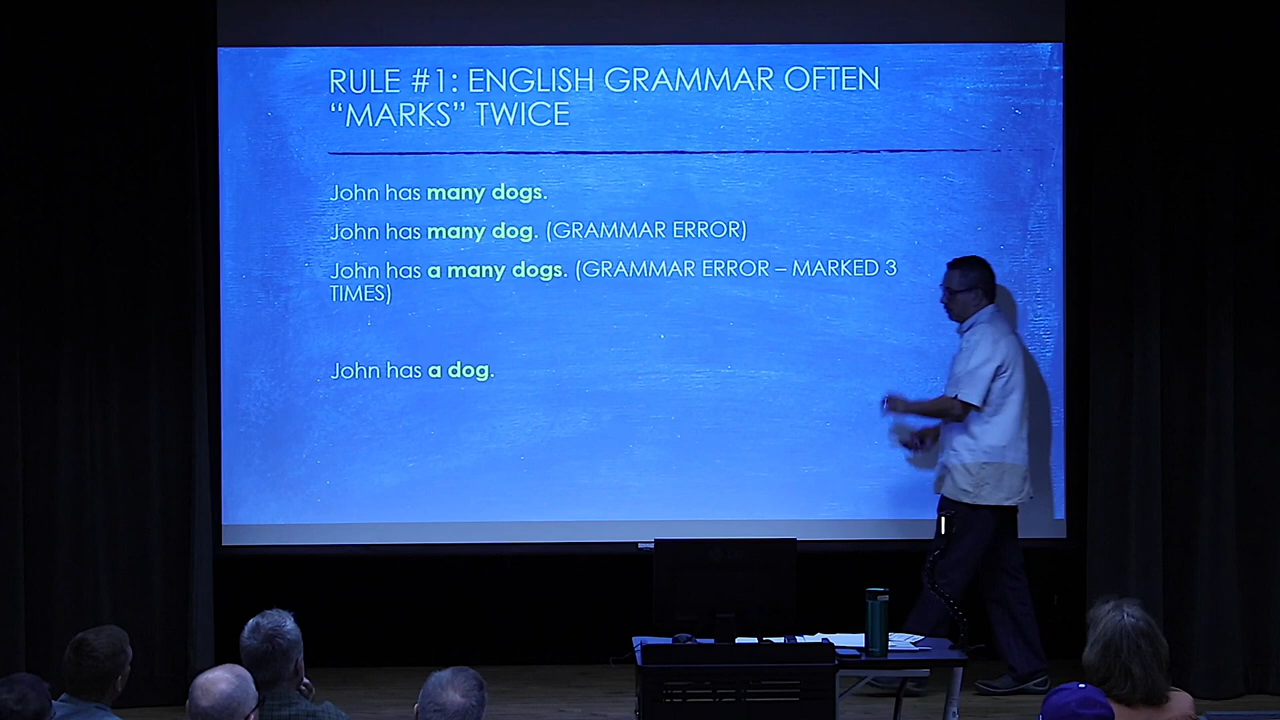 RULE #1: ENGLISH GRAMMAR OFTEN
“MARKS” TWICE
John has many dogs.
John has many dog. (GRAMMAR ERROR)
John has a many dogs. (GRAMMAR ERROR – MARKED 3
TIMES)
John has a dog.